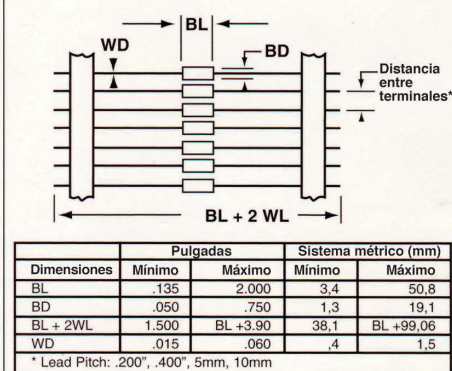 BL
WD
BD
Distancia
entre
terminales*
BL + 2 WL
Pulgadas Sistema métrico (mm)
Dimensiones Mínimo Máximo Mínimo Máximo
BL .135 2.000 3,4 50,8
BD .050 .750 1,3 19,1
BL + 2WL 1.500 BL +3.90 38,1 BL +99,06
WD .015 .060 ,4 1,5
* Lead Pitch: .200", .400", 5mm, 10mm